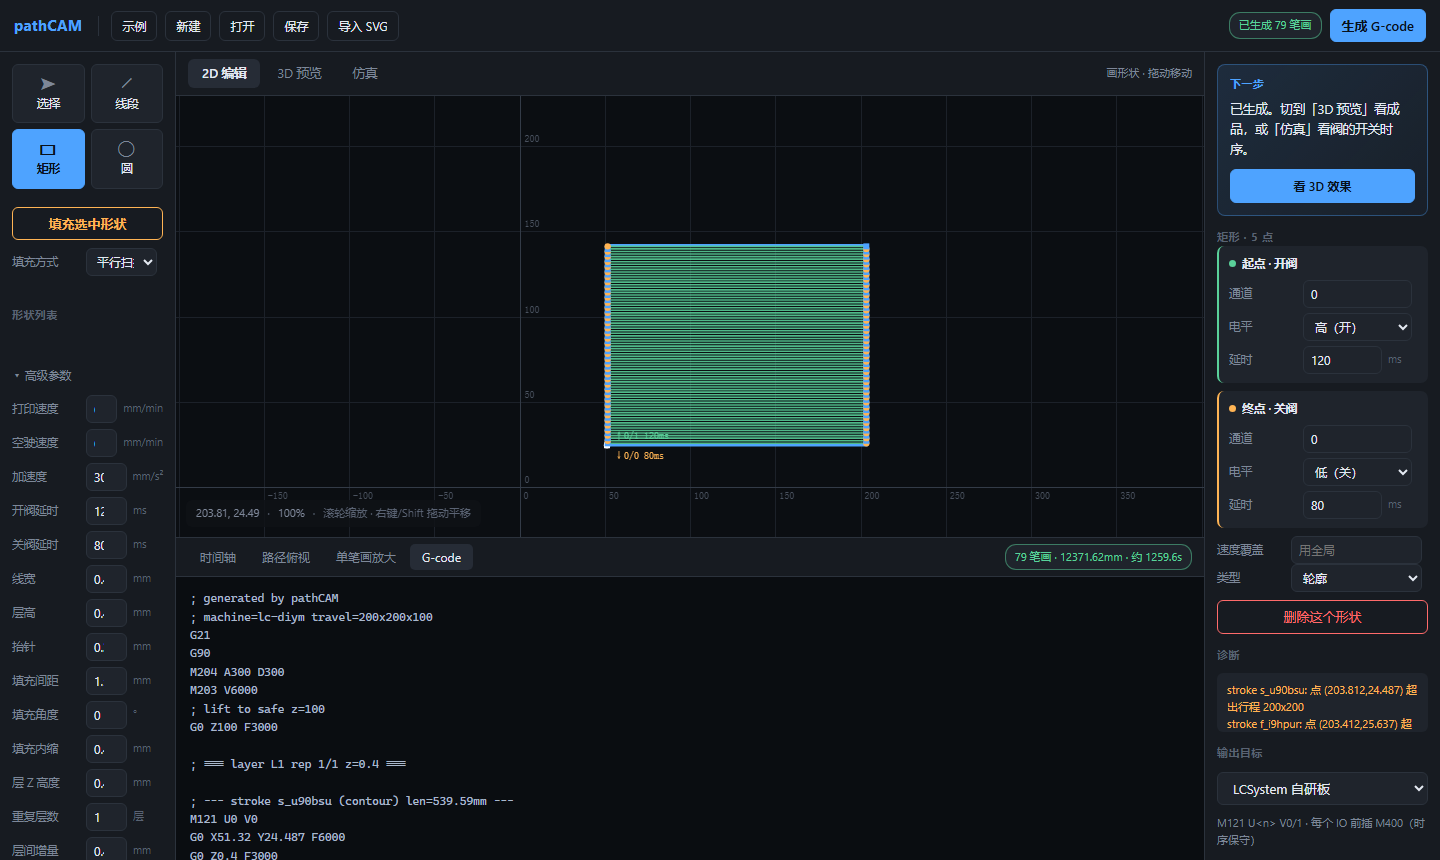 pathCAM
示例
新建
打开
保存
导入 SVG
已生成 79 笔画
生成 G-code
选择
线段
矩形
圆
填充选中形状
填充方式
平行扫
形状列表
高级参数
打印速度
mm/min
空驶速度
mm/min
加速度
30
mm/s²
开阀延时
12
ms
关阀延时
80
ms
线宽
0.
mm
层高
0.
mm
抬针
0.
mm
填充间距
1.
mm
填充角度
0
°
填充内缩
0.
mm
层 Z 高度
0.
mm
重复层数
1
层
层间增量
0.
mm
2D 编辑
3D 预览
仿真
画形状 · 拖动移动
200
150
100
50
0
−150
−100
−50
0
50
100
150
200
250
300
350
↑0/1 120ms
↓0/0 80ms
203.81, 24.49 · 100% · 滚轮缩放 · 右键/Shift 拖动平移
时间轴
路径俯视
单笔画放大
G-code
79 笔画 · 12371.62mm · 约 1259.6s
; generated by pathCAM
; machine=lc-diym travel=200x200x100
G21
G90
M204 A300 D300
M203 V6000
; lift to safe z=100
G0 Z100 F3000
; === layer L1 rep 1/1 z=0.4 ===
; --- stroke s_u90bsu (contour) len=539.59mm ---
M121 U0 V0
G0 X51.32 Y24.487 F6000
G0 Z0.4 F3000
下一步
已生成。切到「3D 预览」看成
品，或「仿真」看阀的开关时
序。
看 3D 效果
矩形 · 5 点
起点 · 开阀
通道
0
电平
高（开）
延时
120
ms
终点 · 关阀
通道
0
电平
低（关）
延时
80
ms
速度覆盖
用全局
类型
轮廓
删除这个形状
诊断
stroke s_u90bsu: 点 (203.812,24.487) 超
出行程 200x200
stroke f_i9hpur: 点 (203.412,25.637) 超
输出目标
LCSystem 自研板
M121 U<n> V0/1 · 每个 IO 前插 M400（时
序保守）